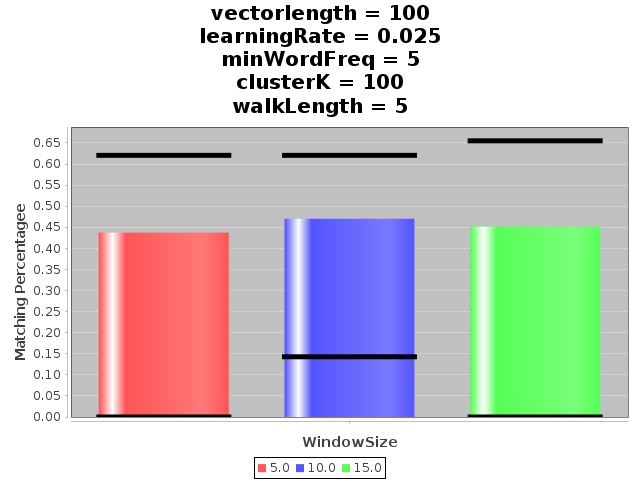 vectorlength = 100
learningRate = 0.025
minWordFreq = 5
clusterK = 100
walkLength = 5
0.65
0.60
0.55
0.50
0.45
0.40
0.35
0.30
0.25
0.20
0.15
0.10
0.05
0.00
Matching Percentagee
WindowSize
5.0 10.0 15.0